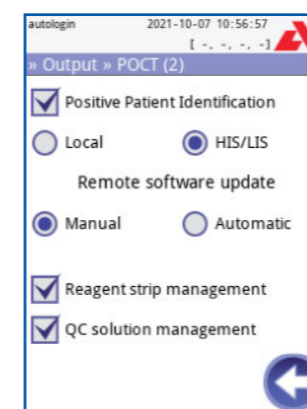 autologin 2021-10-07 10:56:57
[ -, -, -, -]
» Output » POCT (2)
Positive Patient Identification
Local HIS/LIS
Remote software update
Manual Automatic
Reagent strip management
QC solution management